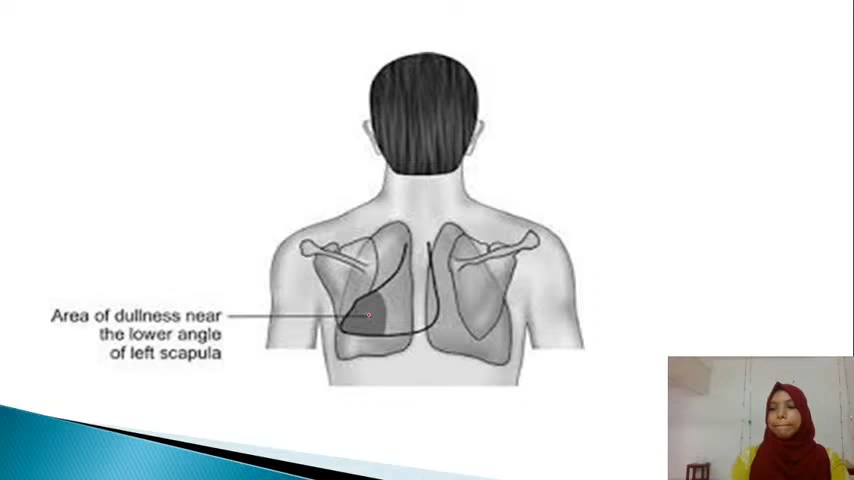 Area of dullness near
the lower angle
of left scapula